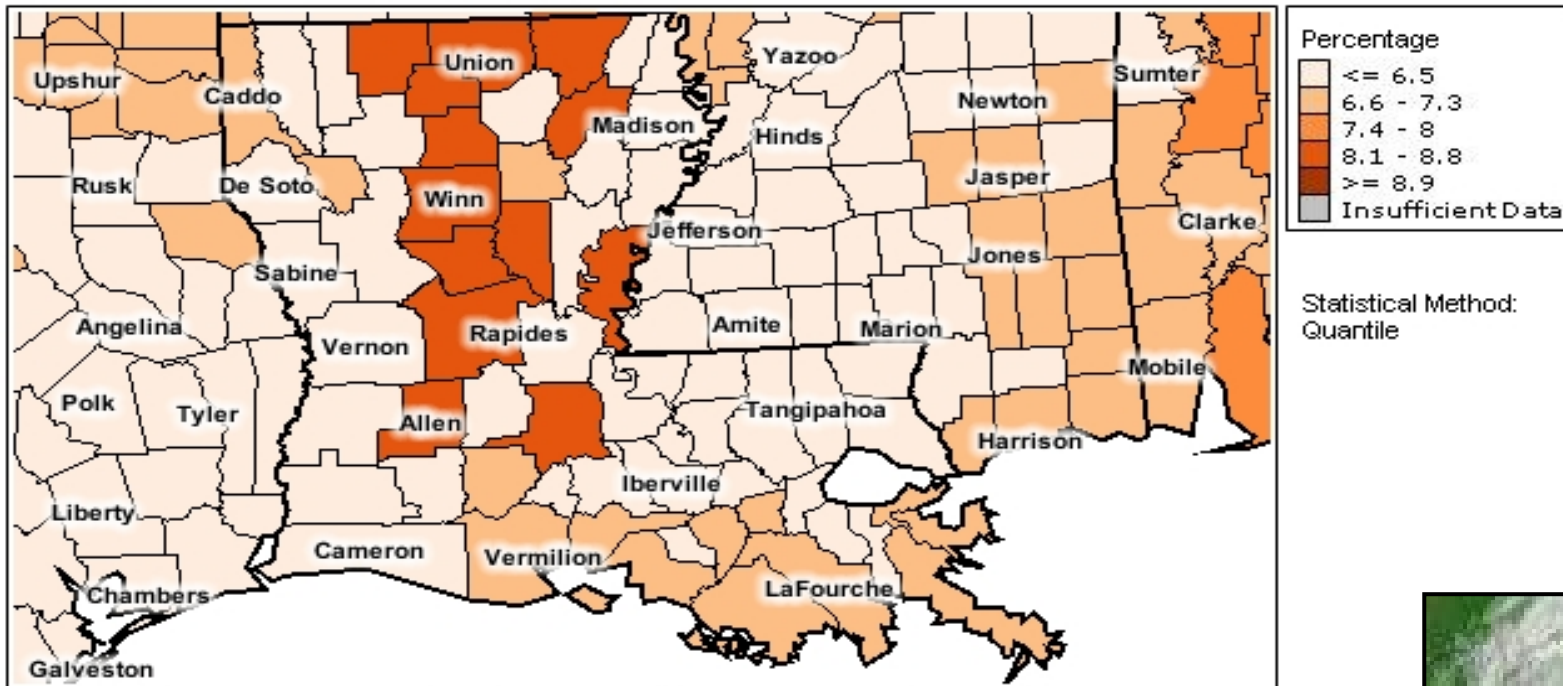 Upshur
Caddo
Union
Yazoo
Sumter
Madison
Hinds
Newton
Rusk
De Soto
Winn
Jasper
Jefferson
Clarke
Sabine
Jones
Angelina
Vernon
Rapides
Amite
Marion
Mobile
Polk
Tyler
Allen
Tangipahoa
Harrison
Liberty
Iberville
Cameron
Vermilion
Chambers
LaFourche
Galveston
Percentage
<= 6.5
6.6 - 7.3
7.4 - 8
8.1 - 8.8
>= 8.9
Insufficient Data
Statistical Method:
Quantile